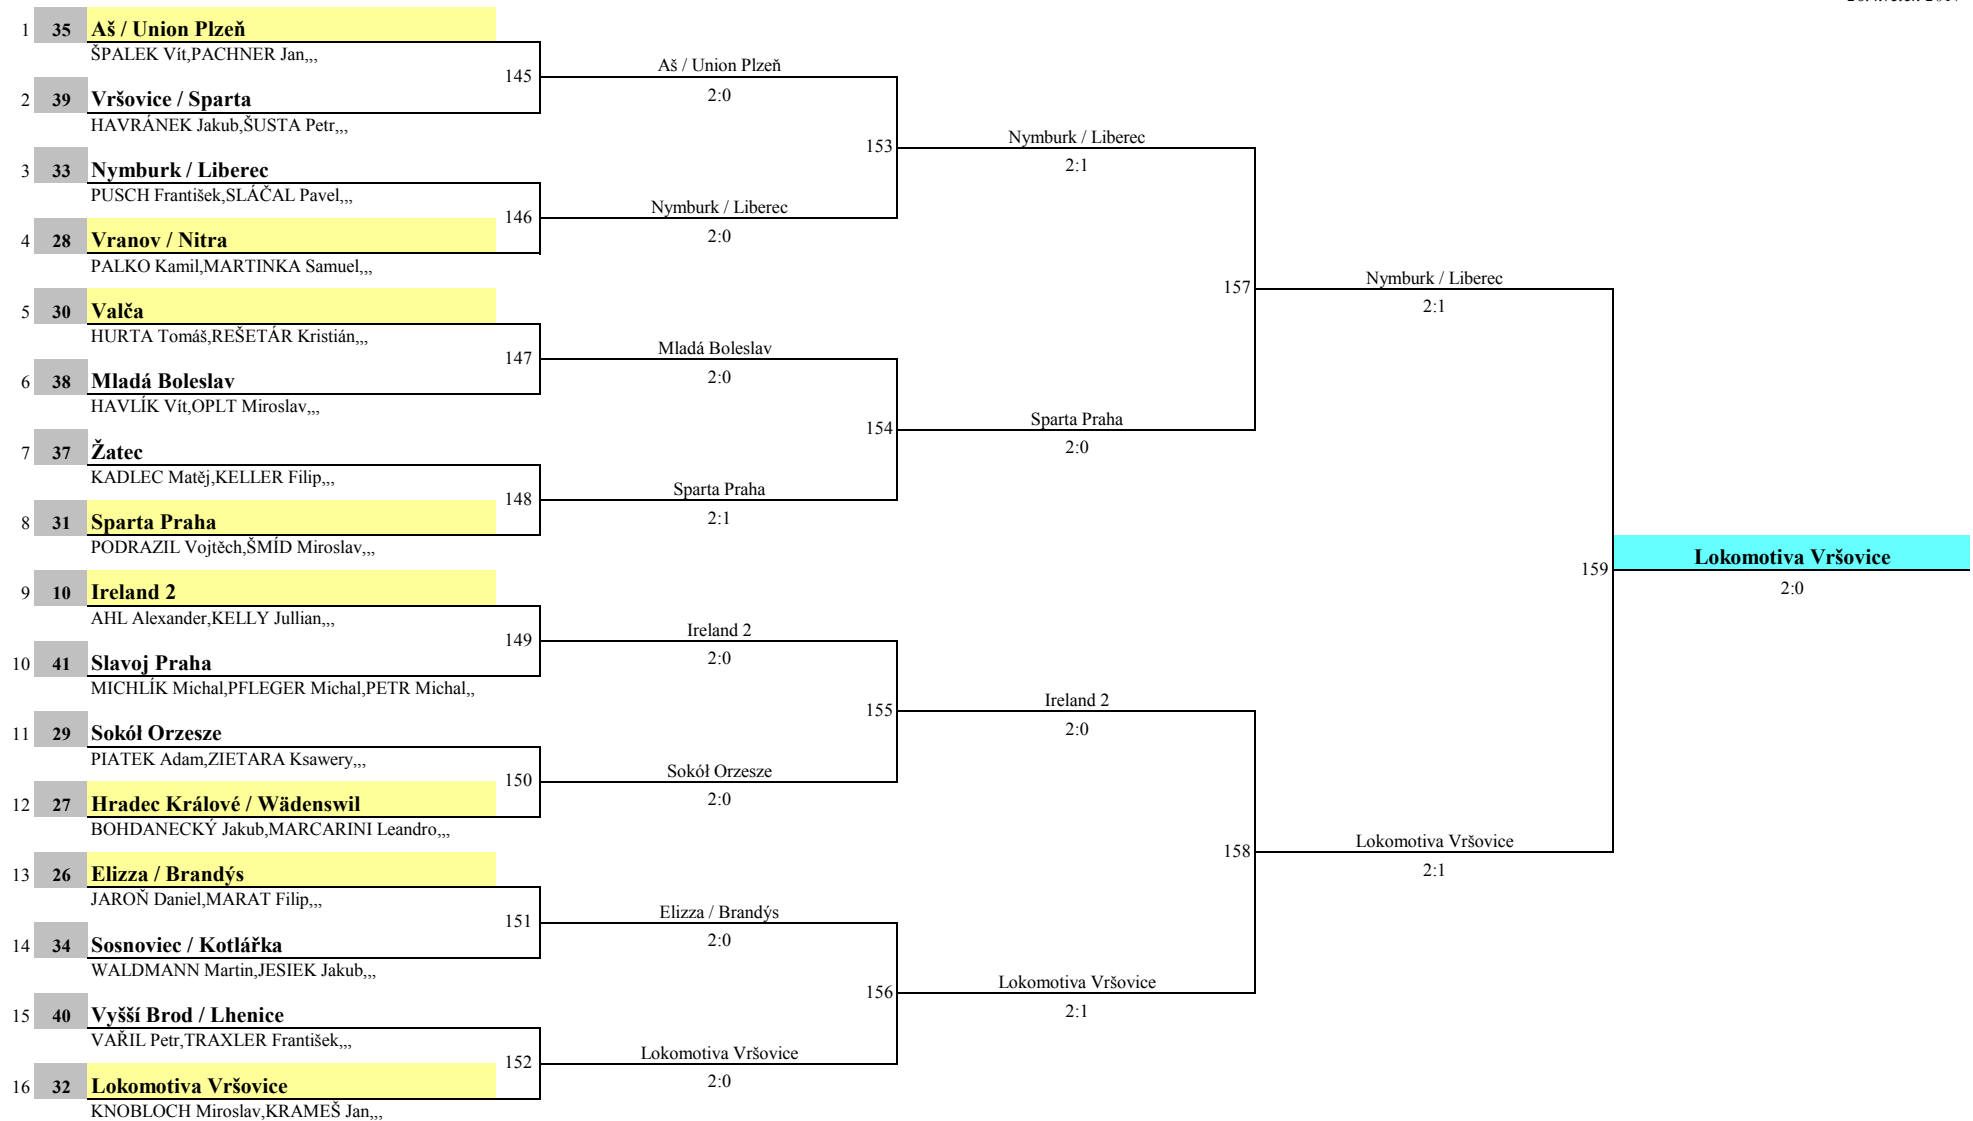 1 35 Aš / Union Plzeň
ŠPALEK Vít,PACHNER Jan,,,
145
Aš / Union Plzeň
2:0
2 39 Vršovice / Sparta
HAVRÁNEK Jakub,ŠUSTA Petr,,,
153
Nymburk / Liberec
2:1
3 33 Nymburk / Liberec
PUSCH František,SLÁČAL Pavel,,,
146
Nymburk / Liberec
2:0
4 28 Vranov / Nitra
PALKO Kamil,MARTINKA Samuel,,,
157
Nymburk / Liberec
2:1
5 30 Valča
HURTA Tomáš,REŠETÁR Kristián,,,
147
Mladá Boleslav
2:0
6 38 Mladá Boleslav
HAVLÍK Vít,OPLT Miroslav,,,
154
Sparta Praha
2:0
7 37 Žatec
KADLEC Matěj,KELLER Filip,,,
148
Sparta Praha
2:1
8 31 Sparta Praha
PODRAZIL Vojtěch,ŠMÍD Miroslav,,,
159
Lokomotiva Vršovice
2:0
9 10 Ireland 2
AHL Alexander,KELLY Jullian,,,
149
Ireland 2
2:0
10 41 Slavoj Praha
MICHLÍK Michal,PFLEGER Michal,PETR Michal,,
155
Ireland 2
2:0
11 29 Sokół Orzesze
PIATEK Adam,ZIETARA Ksawery,,,
150
Sokół Orzesze
2:0
12 27 Hradec Králové / Wädenswil
BOHDANECKÝ Jakub,MARCARINI Leandro,,,
158
Lokomotiva Vršovice
2:1
13 26 Elizza / Brandýs
JAROŇ Daniel,MARAT Filip,,,
151
Elizza / Brandýs
2:0
14 34 Sosnoviec / Kotlářka
WALDMANN Martin,JESIEK Jakub,,,
156
Lokomotiva Vršovice
2:1
15 40 Vyšší Brod / Lhenice
VAŘIL Petr,TRAXLER František,,,
152
Lokomotiva Vršovice
2:0
16 32 Lokomotiva Vršovice
KNOBLOCH Miroslav,KRAMEŠ Jan,,,